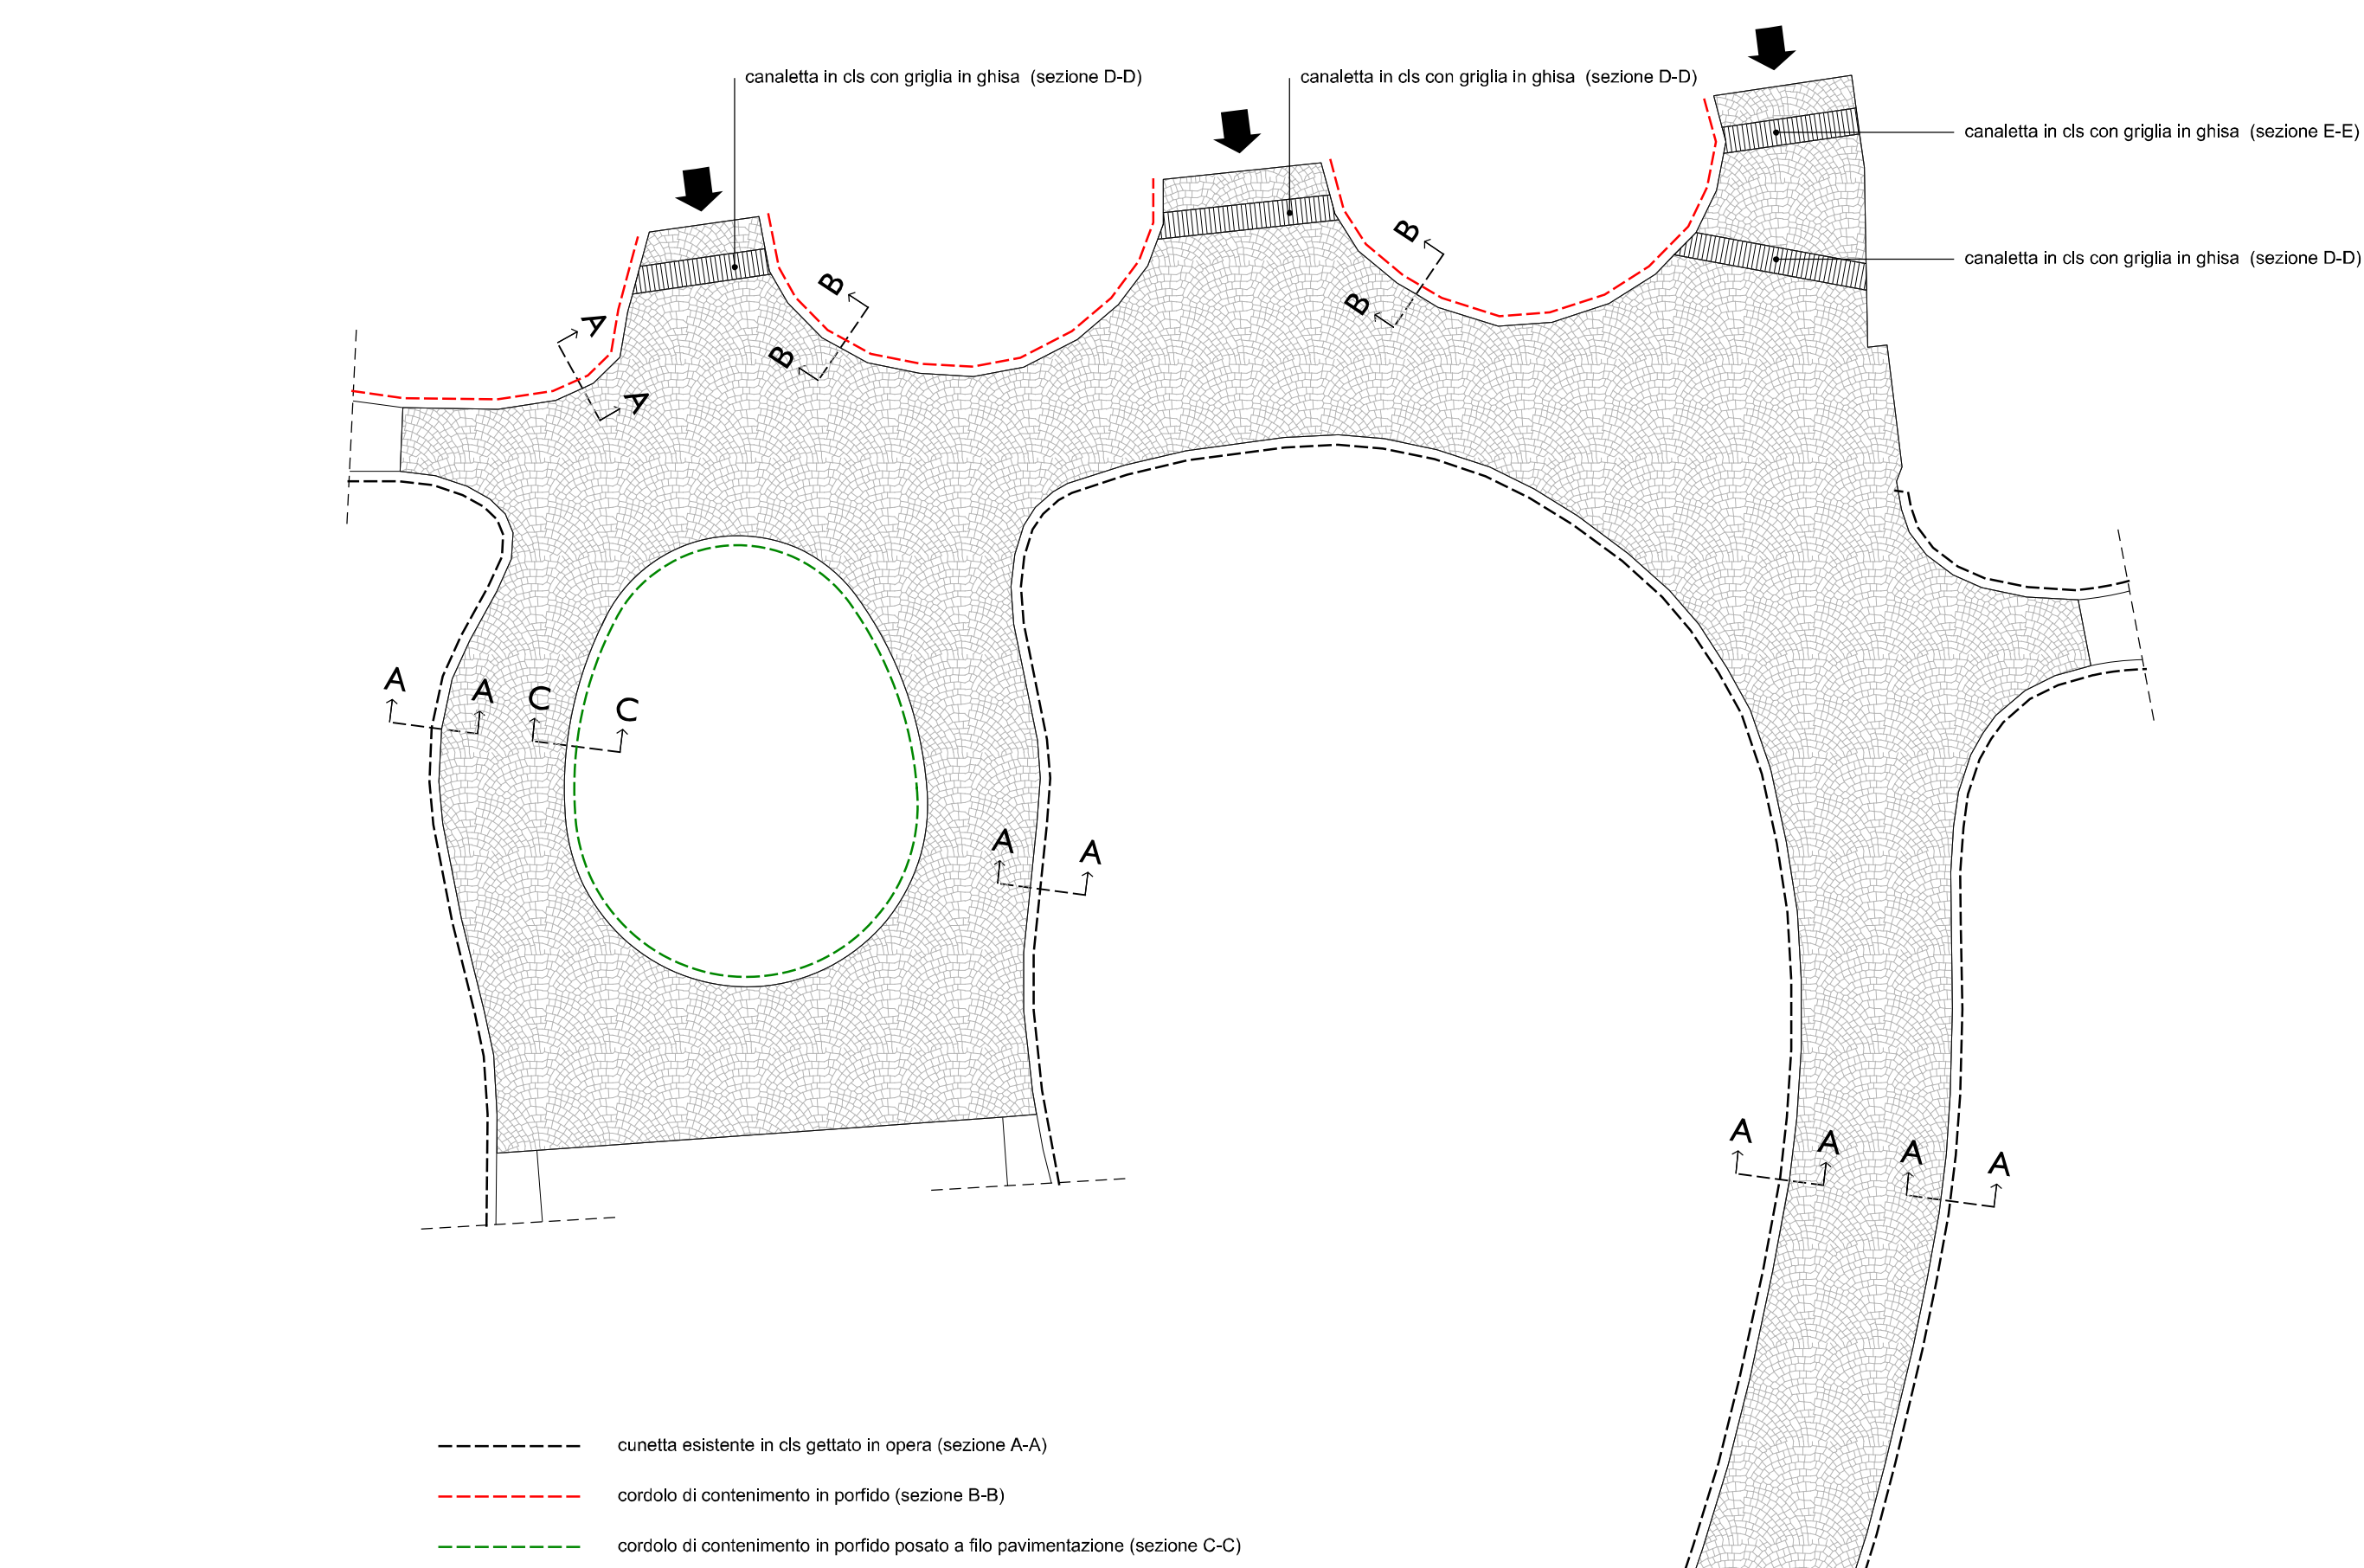 canaletta in cls con griglia in ghisa (sezione D-D)
canaletta in cls con griglia in ghisa (sezione D-D)
canaletta in cls con griglia in ghisa (sezione E-E)
canaletta in cls con griglia in ghisa (sezione D-D)
B
B
B
B
A
A
A
A
C
C
A
A
A
A
A
A
cunetta esistente in cls gettato in opera (sezione A-A)
cordolo di contenimento in porfido (sezione B-B)
cordolo di contenimento in porfido posato a filo pavimentazione (sezione C-C)